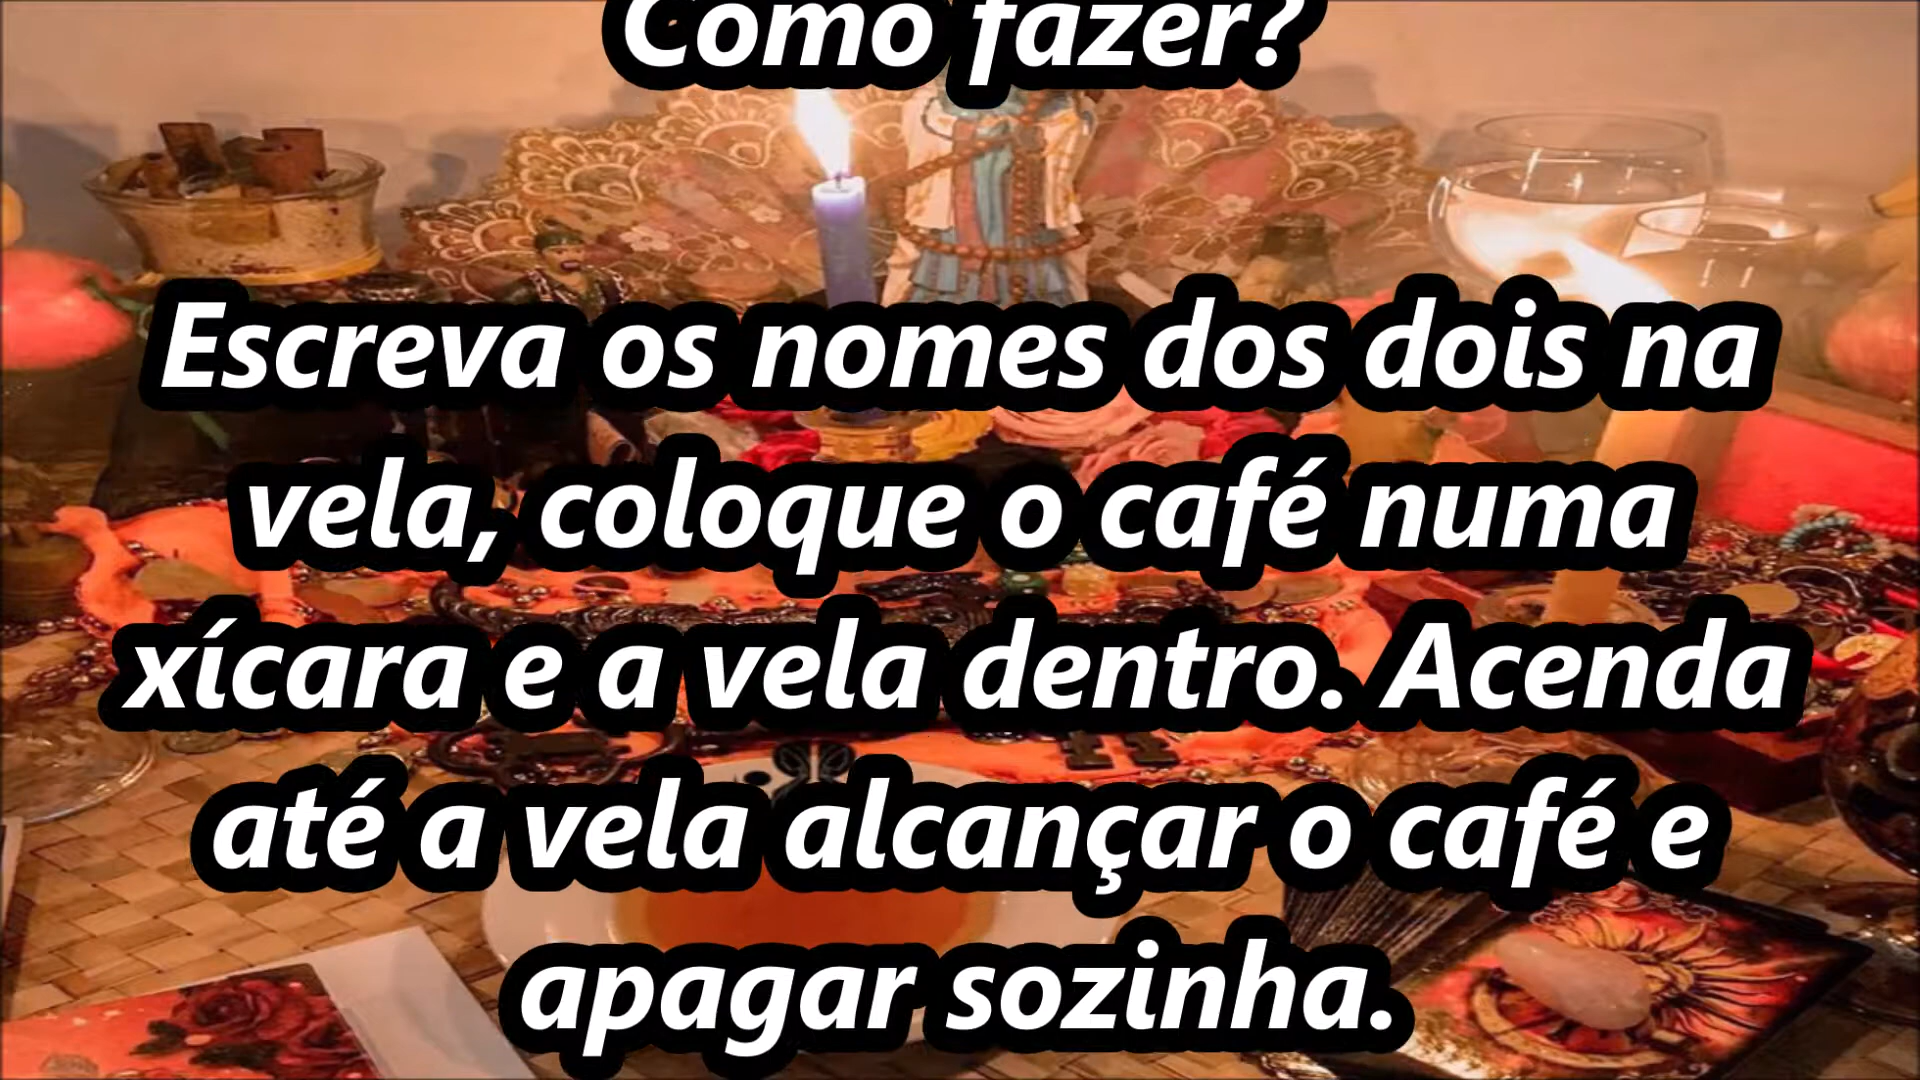 Como fazer?
Escreva os nomes dos dois na
vela, coloque o café numa
xícara e a vela dentro. Acenda
até a vela alcançar o café e
apagar sozinha.